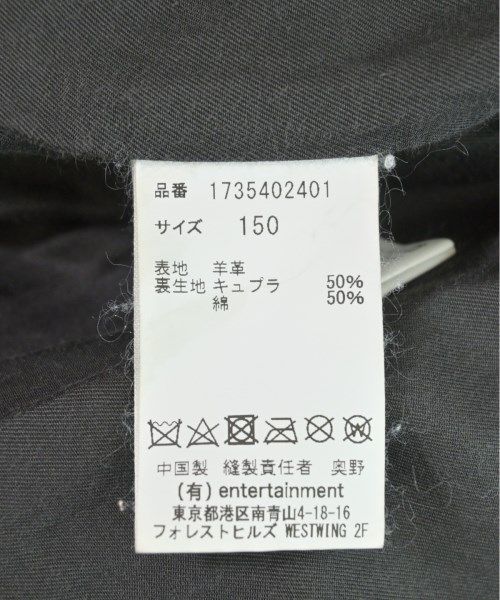 品番 1735402401
サイズ 150
表地 羊革
裏生地 キュプラ 50%
綿 50%
中国製 縫製責任者 奥野
(有) entertainment
東京都港区南青山4-18-16
フォレストヒルズ WESTWING 2F